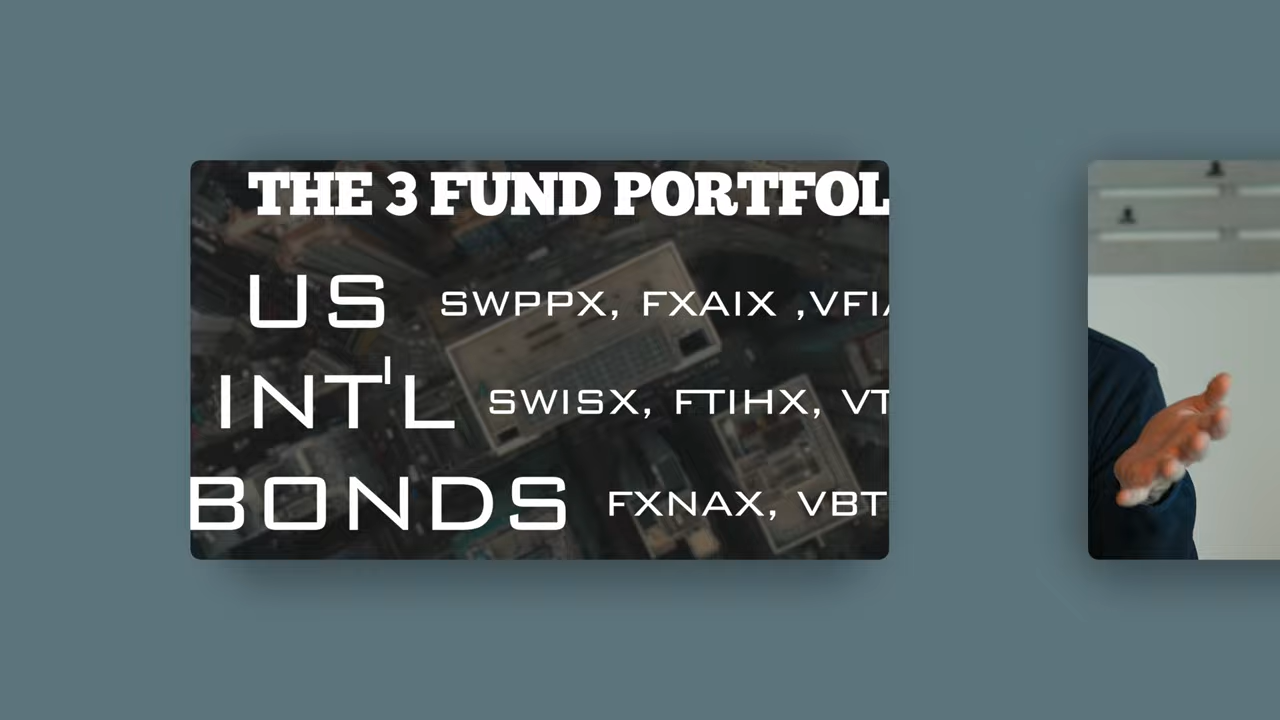 THE 3 FUND PORTFOL
US SWPPX, FXAIX ,VFI
INT'L SWISX, FTIHX, VT
BONDS FXNAX, VBT